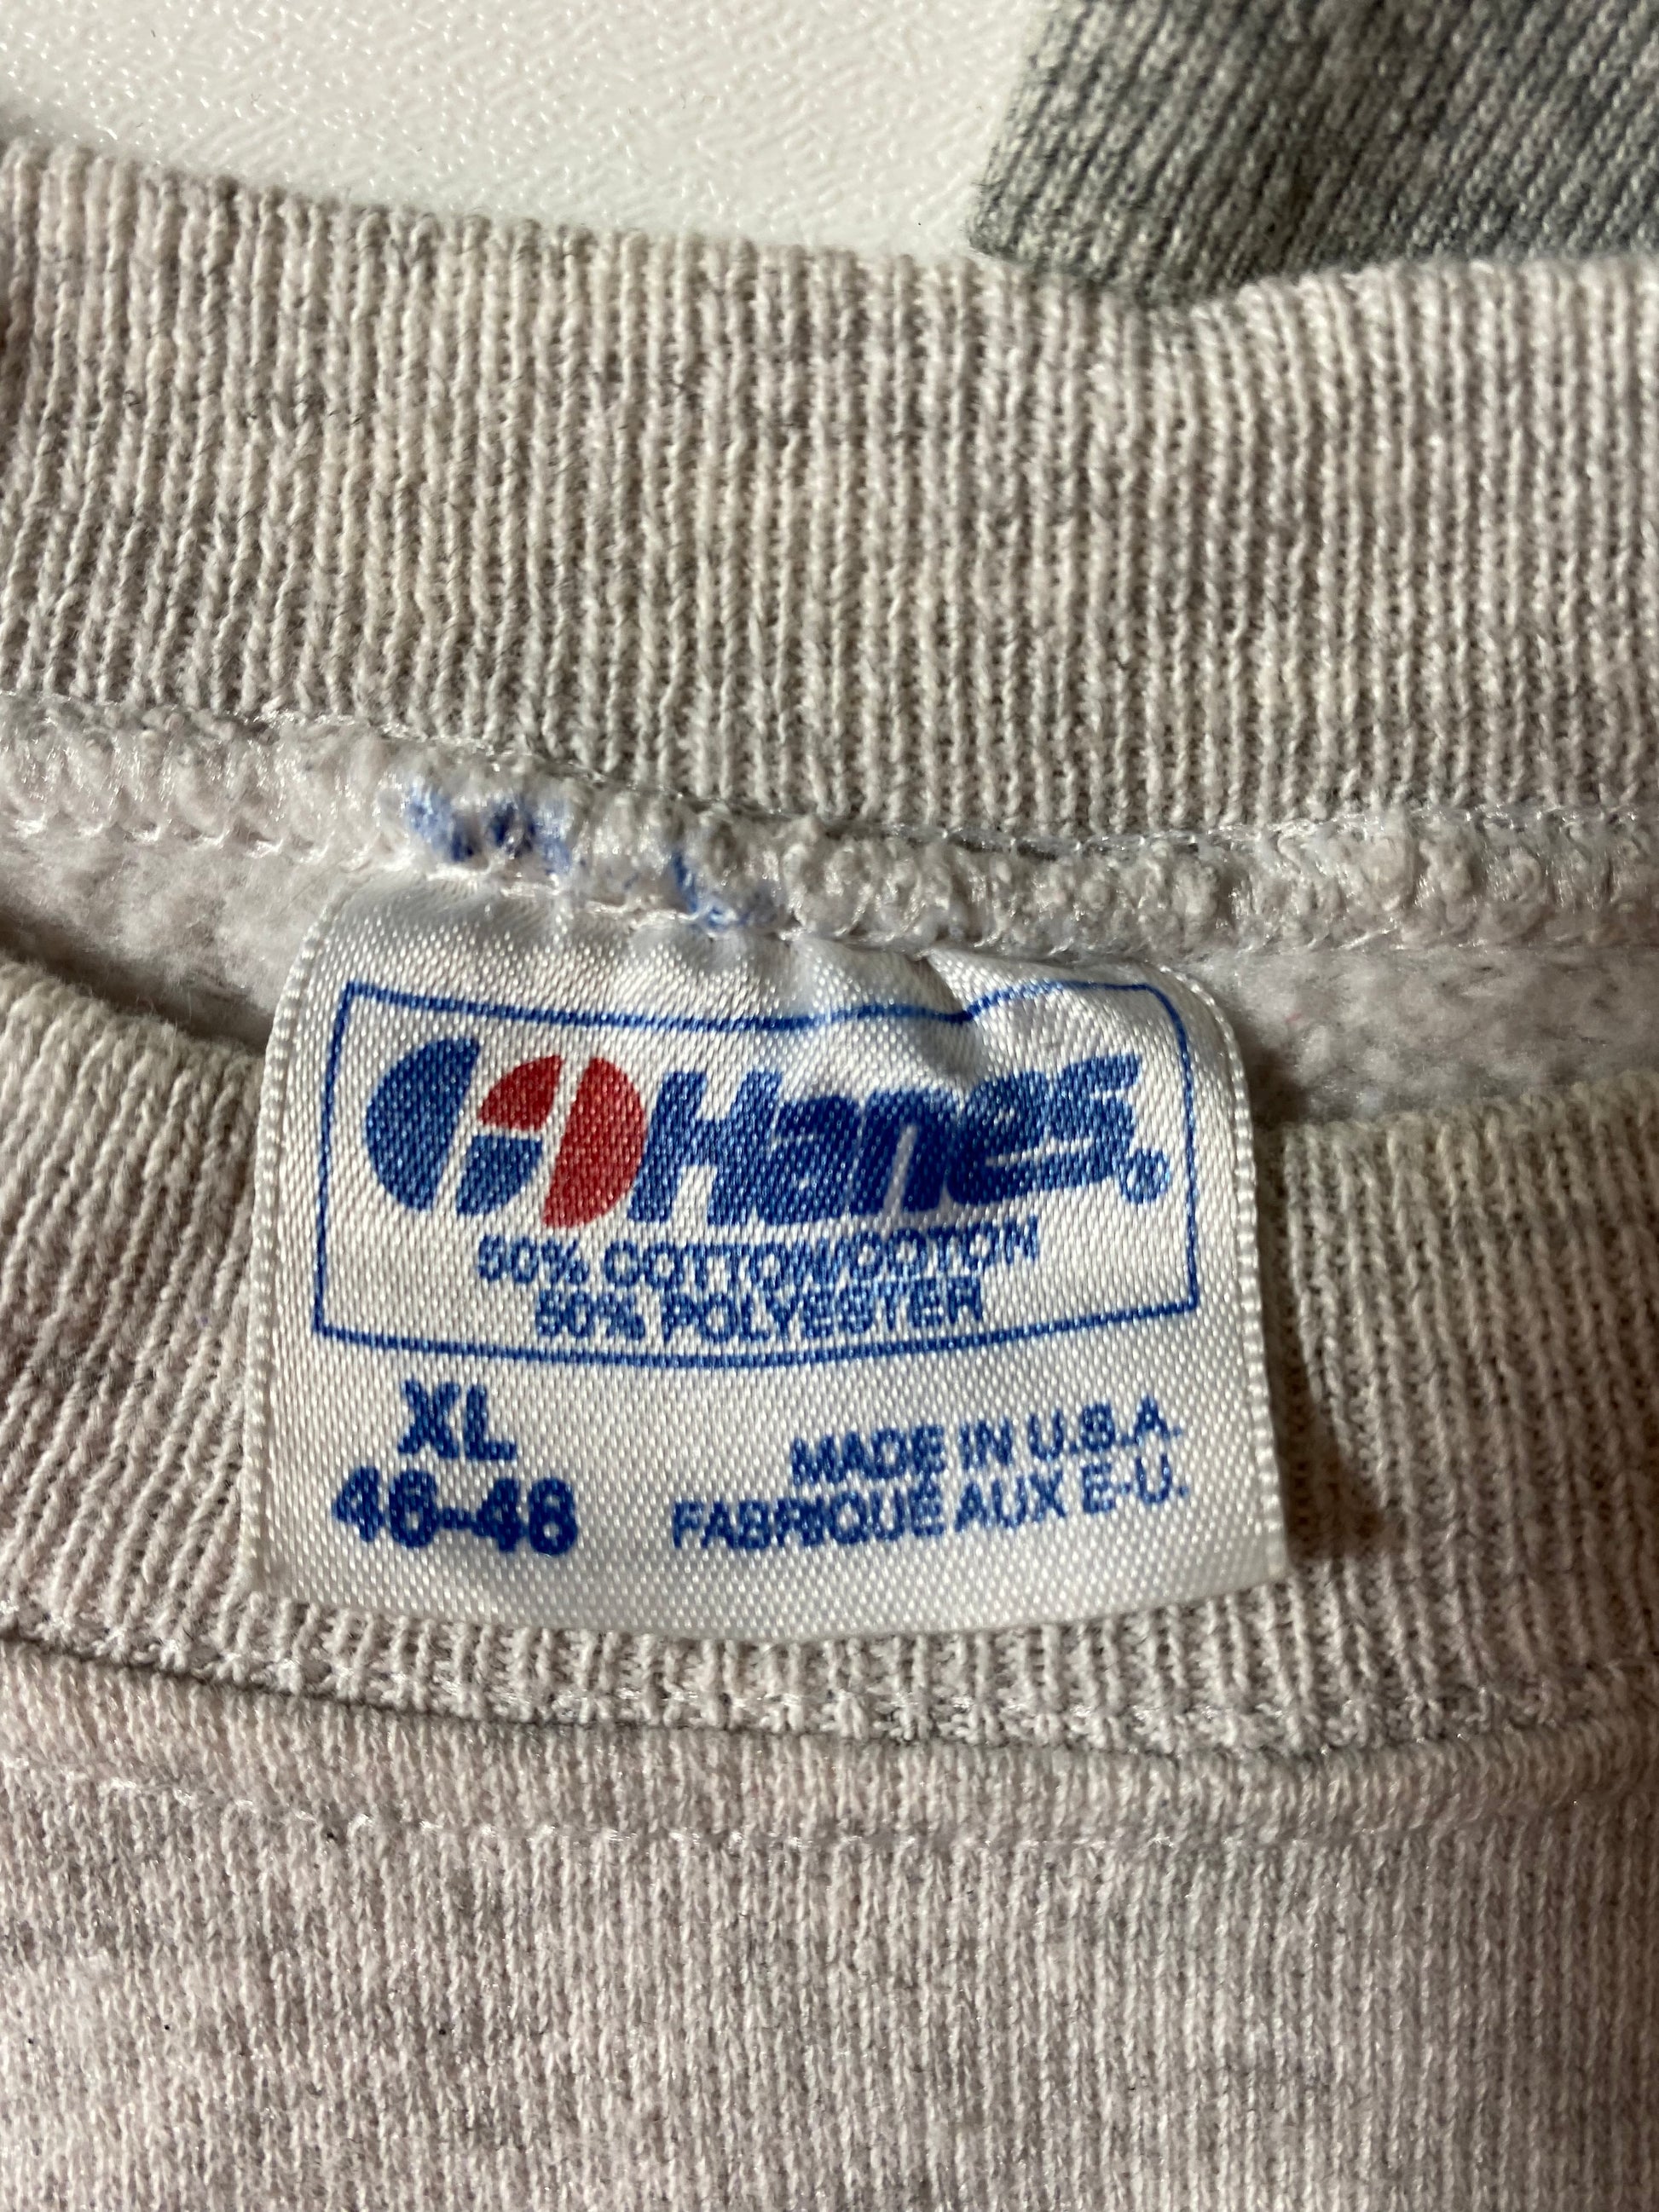 Hanes®
50% COTTON/COTON
50% POLYESTER
XL
46-48
MADE IN U.S.A.
FABRIQUÉ AUX É-U.